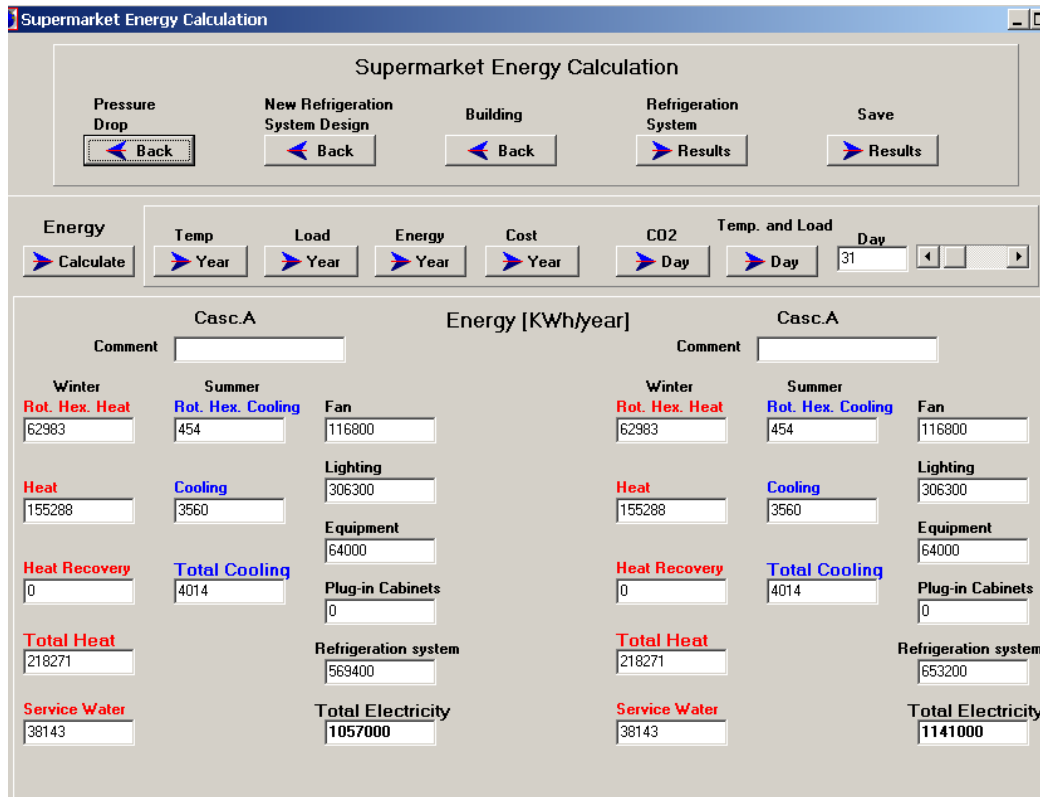 Supermarket Energy Calculation
Supermarket Energy Calculation
Pressure Drop
Back
New Refrigeration System Design
Back
Building
Back
Refrigeration System
Results
Save
Results
Energy
Calculate
Temp
Year
Load
Year
Energy
Year
Cost
Year
CO2
Day
Temp. and Load
Day
Day
31
Energy [KWh/year]
Casc.A
Comment
Winter
Rot. Hex. Heat
62983
Heat
155288
Heat Recovery
0
Total Heat
218271
Service Water
38143
Summer
Rot. Hex. Cooling
454
Cooling
3560
Total Cooling
4014
Fan
116800
Lighting
306300
Equipment
64000
Plug-in Cabinets
0
Refrigeration system
569400
Total Electricity
1057000
Casc.A
Comment
Winter
Rot. Hex. Heat
62983
Heat
155288
Heat Recovery
0
Total Heat
218271
Service Water
38143
Summer
Rot. Hex. Cooling
454
Cooling
3560
Total Cooling
4014
Fan
116800
Lighting
306300
Equipment
64000
Plug-in Cabinets
0
Refrigeration system
653200
Total Electricity
1141000